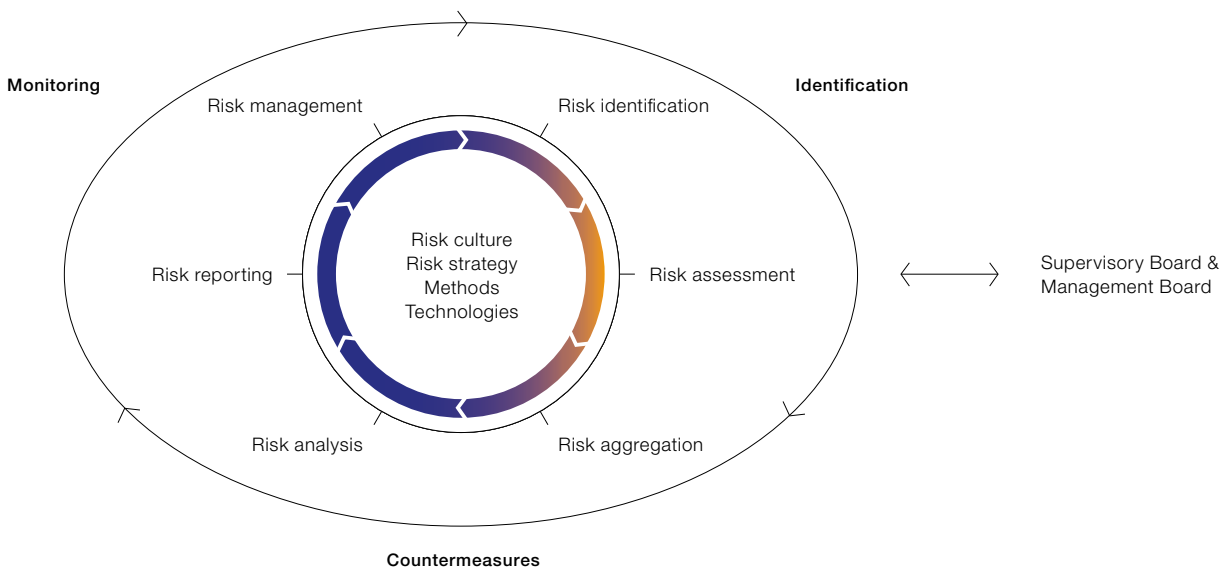 Monitoring
Identification
Risk management
Risk identification
Risk culture
Risk strategy
Methods
Technologies
Risk reporting
Risk assessment
Supervisory Board &
Management Board
Risk analysis
Risk aggregation
Countermeasures